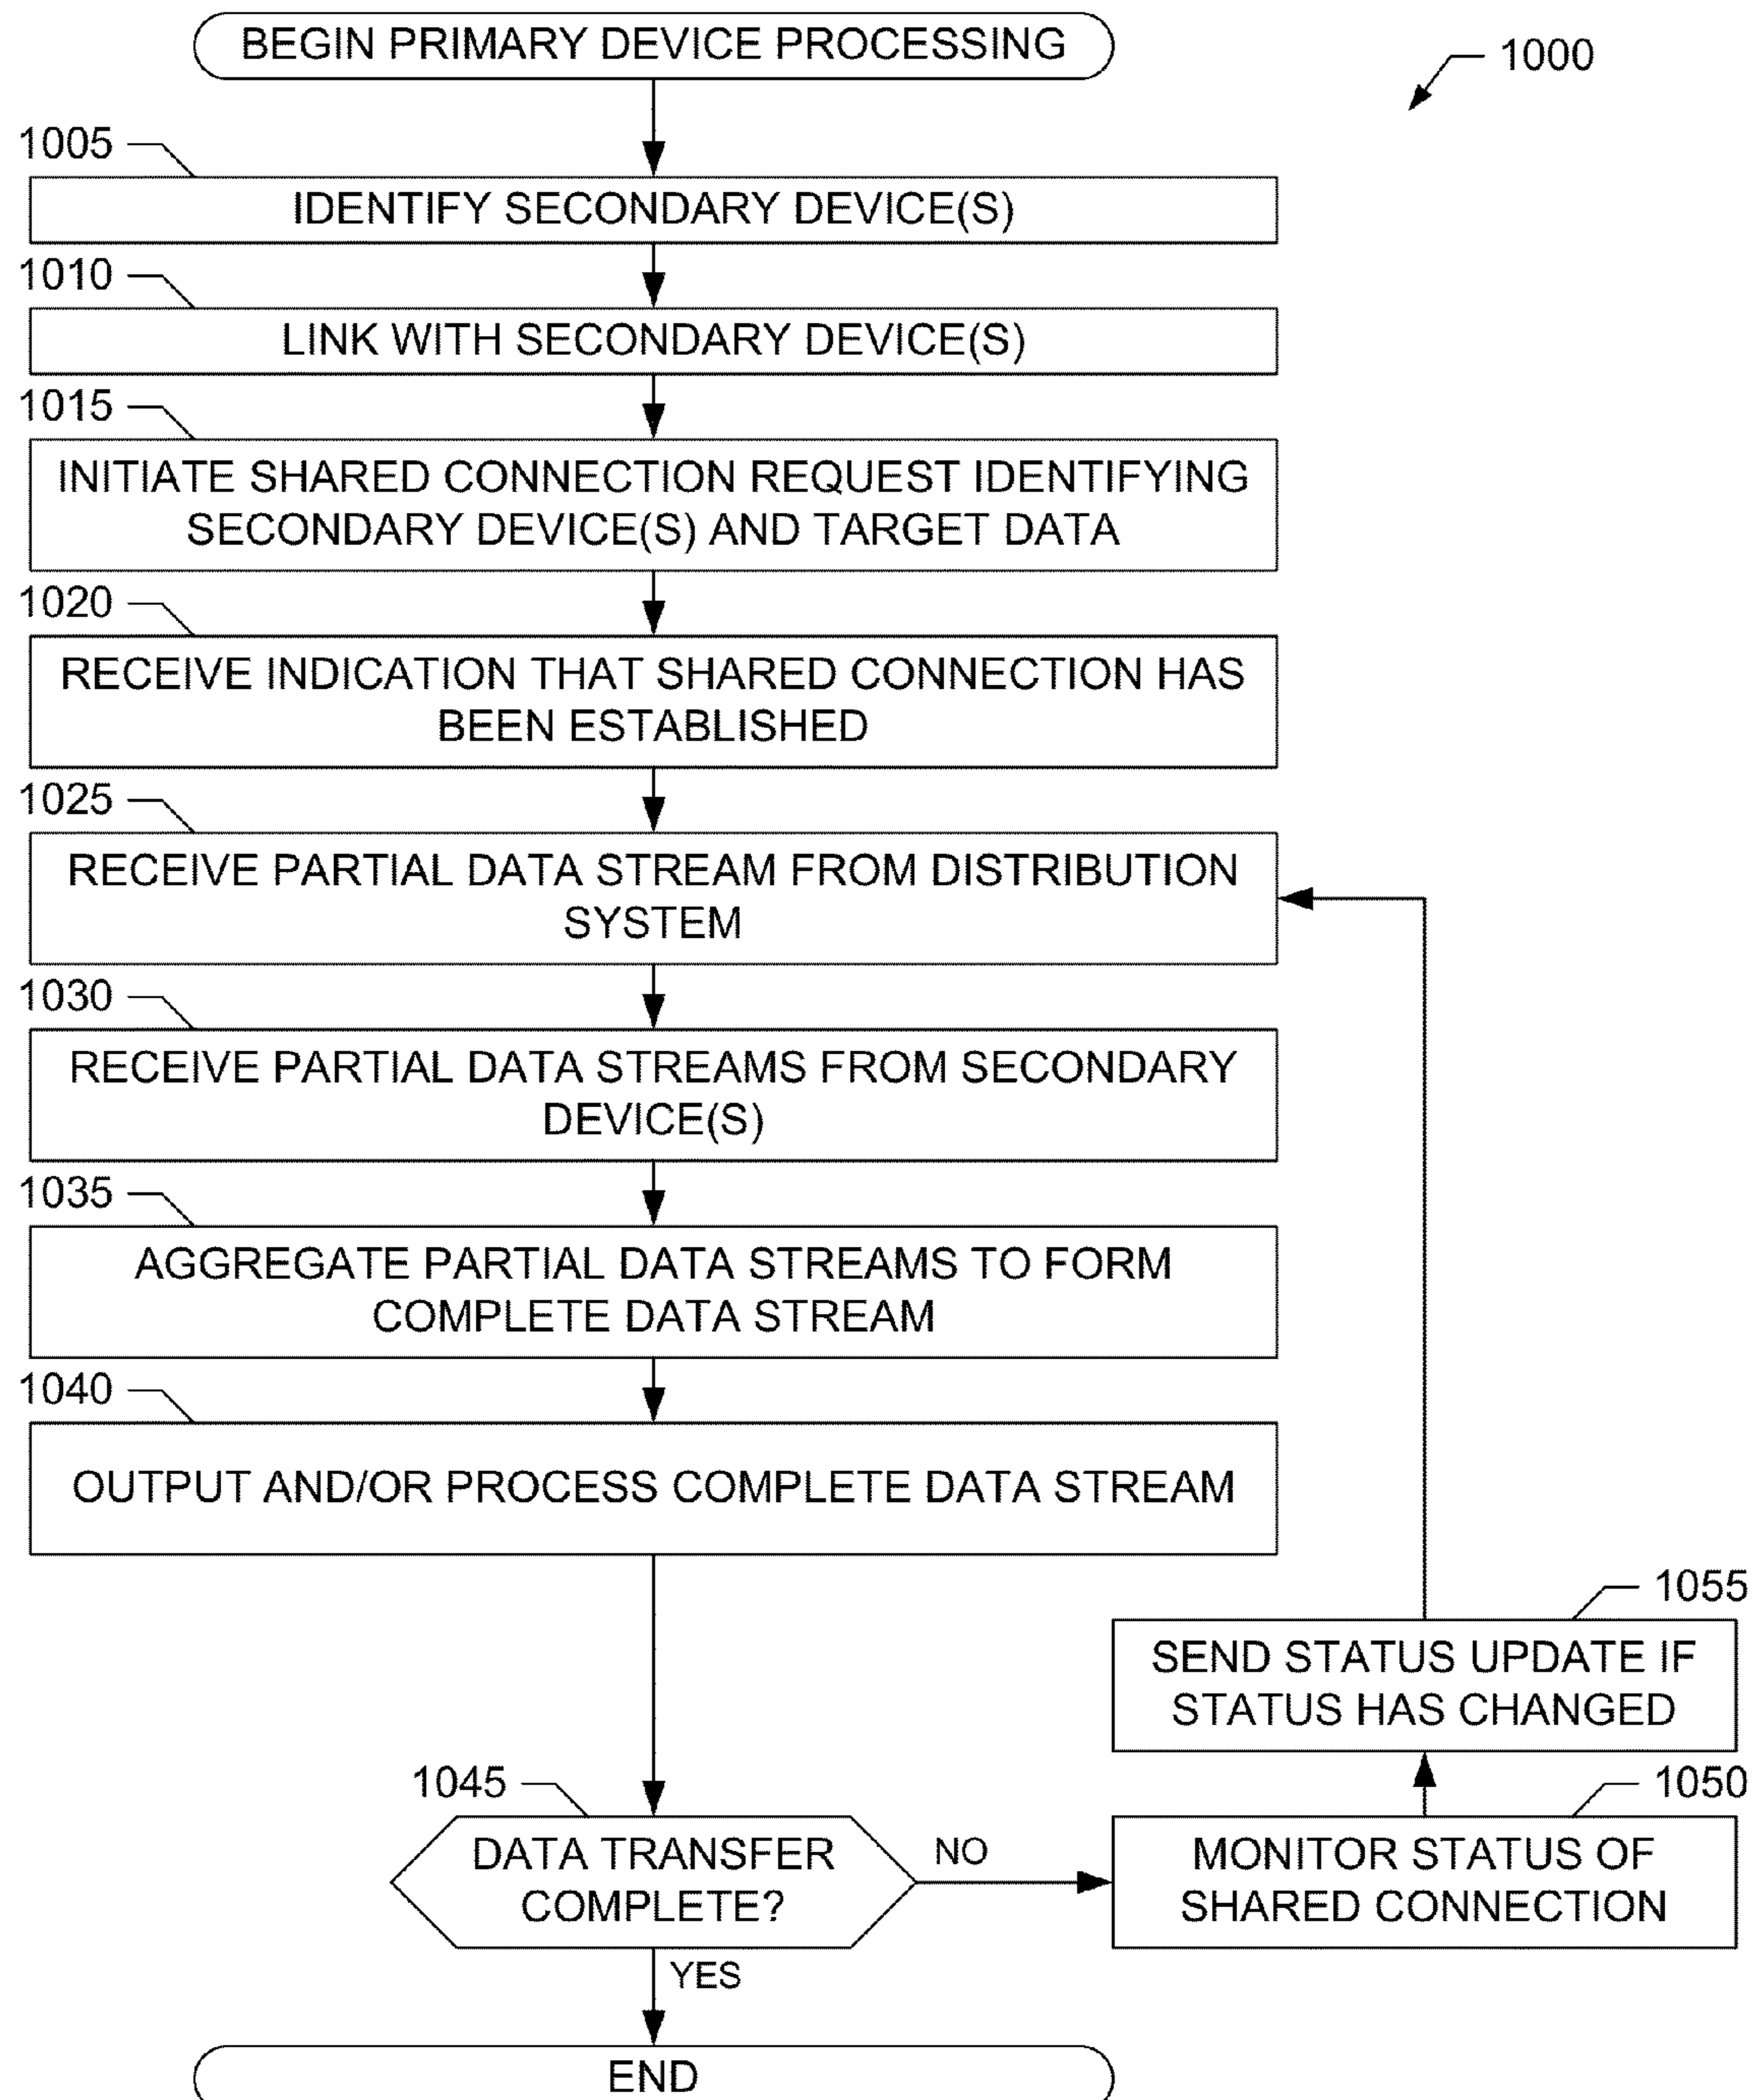 BEGIN PRIMARY DEVICE PROCESSING
1000
1005
IDENTIFY SECONDARY DEVICE(S)
1010
LINK WITH SECONDARY DEVICE(S)
1015
INITIATE SHARED CONNECTION REQUEST IDENTIFYING
SECONDARY DEVICE(S) AND TARGET DATA
1020
RECEIVE INDICATION THAT SHARED CONNECTION HAS
BEEN ESTABLISHED
1025
RECEIVE PARTIAL DATA STREAM FROM DISTRIBUTION
SYSTEM
1030
RECEIVE PARTIAL DATA STREAMS FROM SECONDARY
DEVICE(S)
1035
AGGREGATE PARTIAL DATA STREAMS TO FORM
COMPLETE DATA STREAM
1040
OUTPUT AND/OR PROCESS COMPLETE DATA STREAM
1055
SEND STATUS UPDATE IF
STATUS HAS CHANGED
1045
DATA TRANSFER
COMPLETE?
NO
1050
MONITOR STATUS OF
SHARED CONNECTION
YES
END